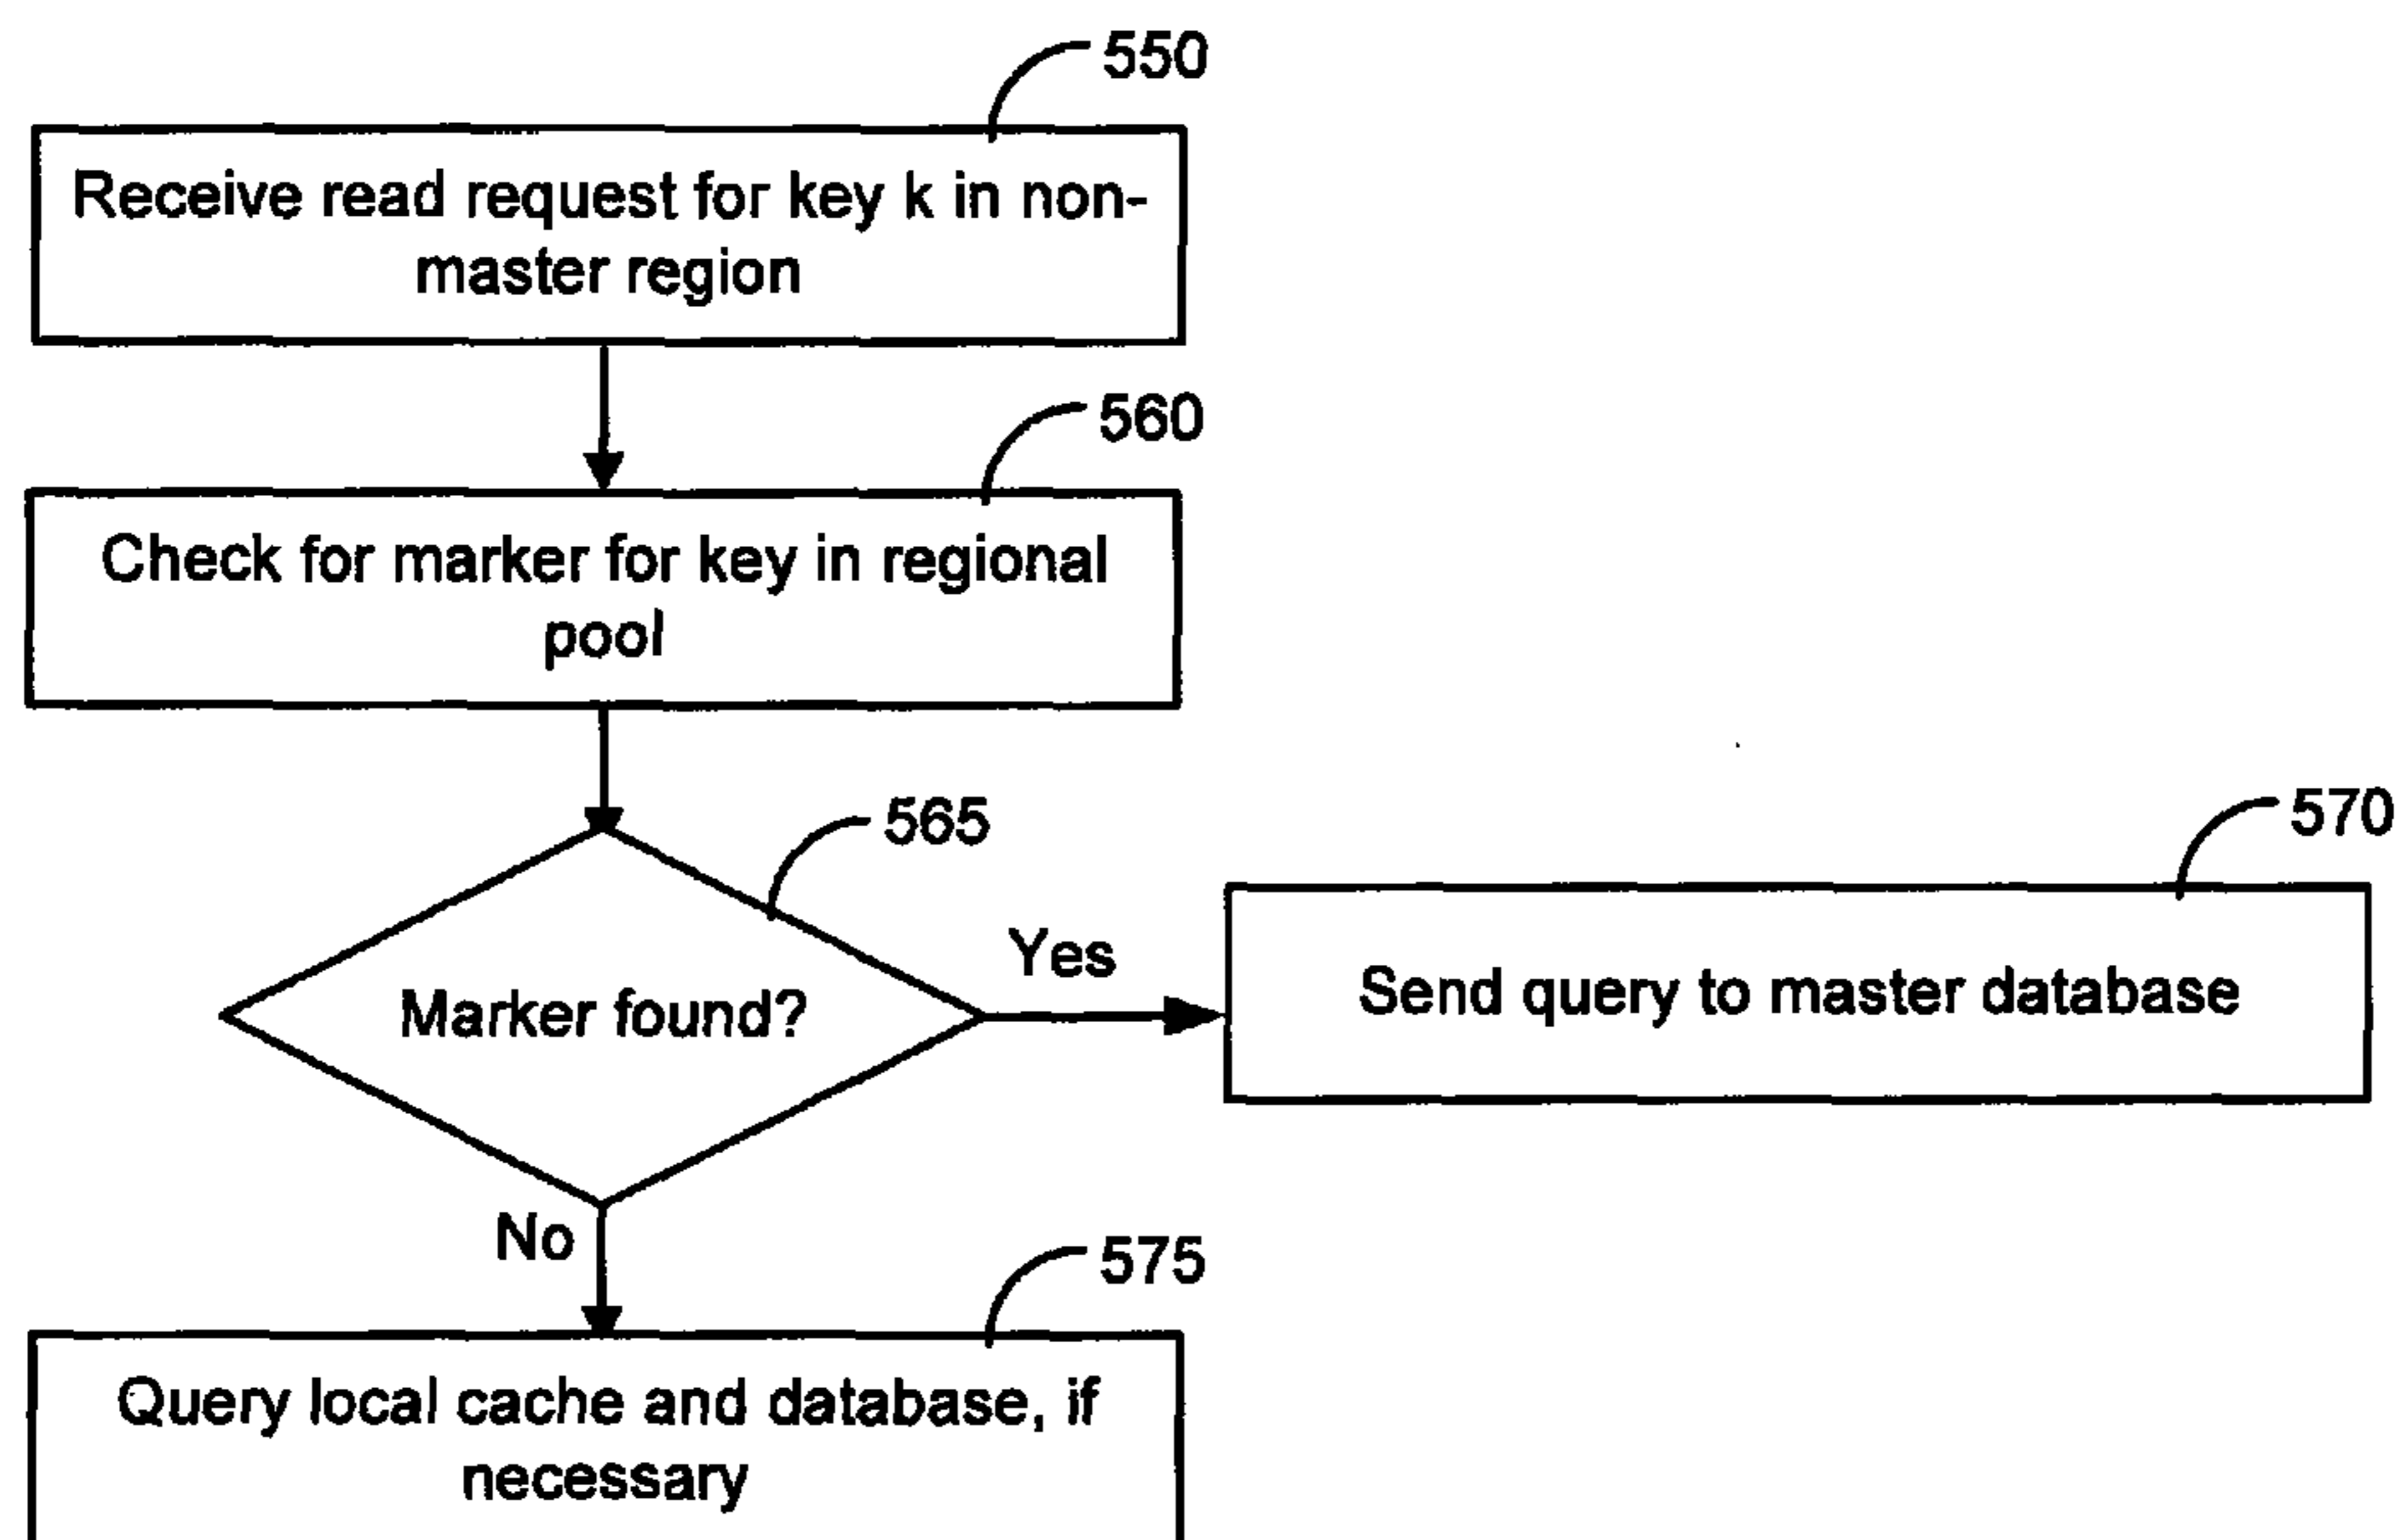 550
Receive read request for key k in non-
master region
560
Check for marker for key in regional
pool
565
570
Yes
Send query to master database
Marker found?
No
575
Query local cache and database, if
necessary